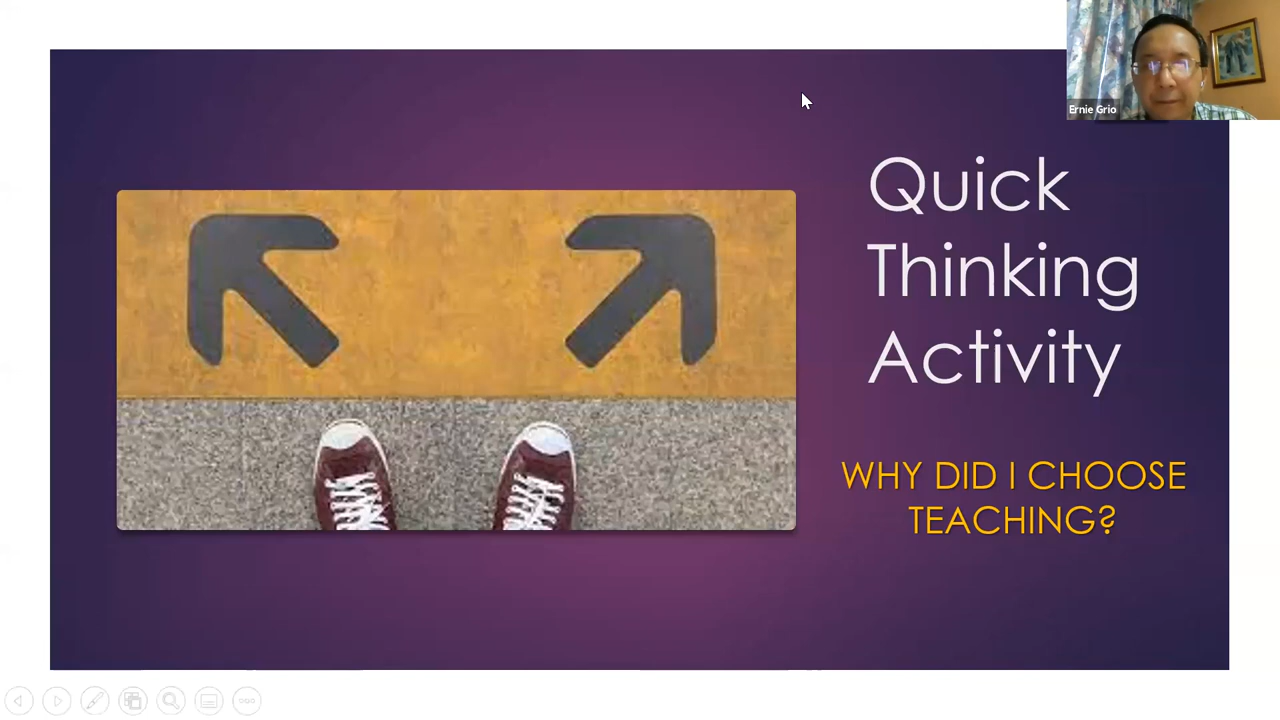 Ernie Grio
Quick
Thinking
Activity
WHY DID I CHOOSE
TEACHING?